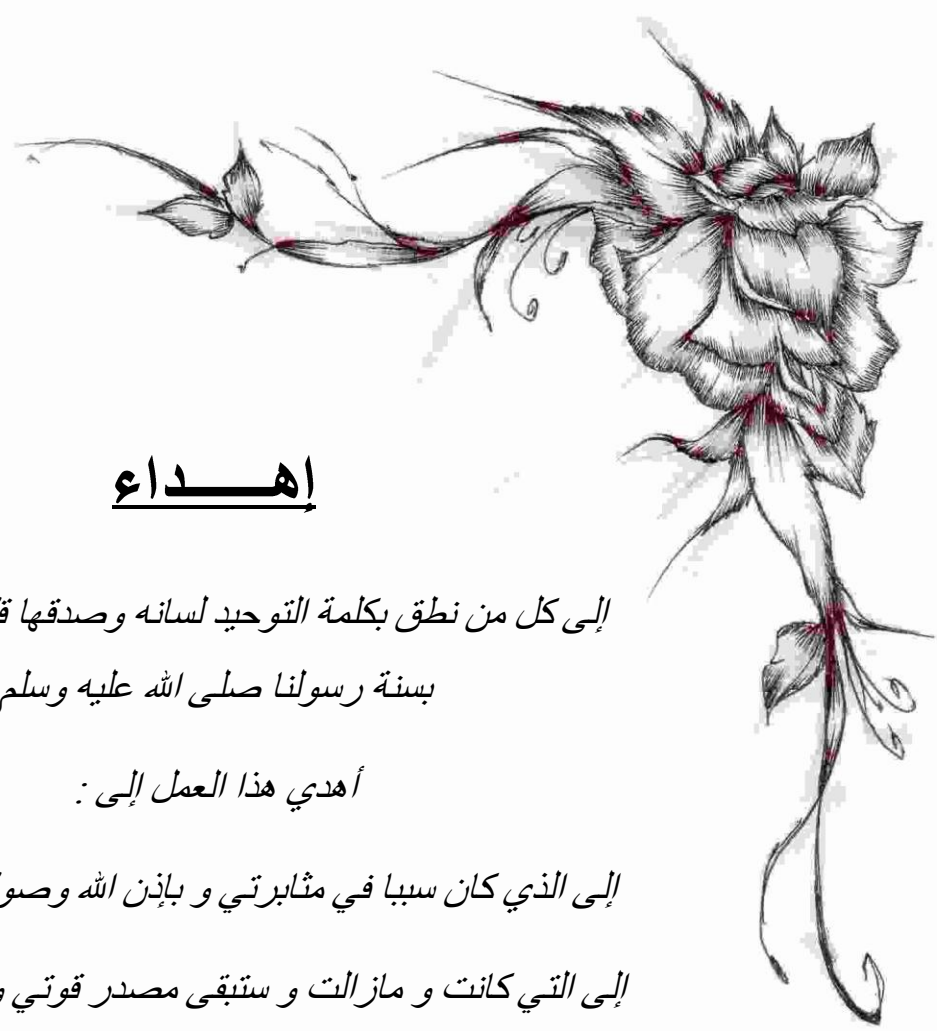 إهـــــداء
إلى كل من نطق بكلمة التوحيد لسانه وصدقها
بسنة رسولنا صلى الله عليه وسلم
أهدي هذا العمل إلى :
إلى الذي كان سببا في مثابرتي و بإذن الله
إلى التي كانت و مازالت و ستبقى مصدر قوتي